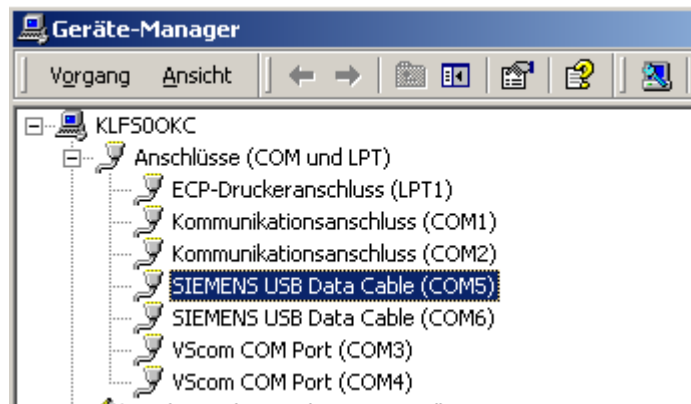 Geräte-Manager
Vorgang Ansicht
KLFS00KC
Anschlüsse (COM und LPT)
ECP-Druckeranschluss (LPT1)
Kommunikationsanschluss (COM1)
Kommunikationsanschluss (COM2)
SIEMENS USB Data Cable (COM5)
SIEMENS USB Data Cable (COM6)
VScom COM Port (COM3)
VScom COM Port (COM4)